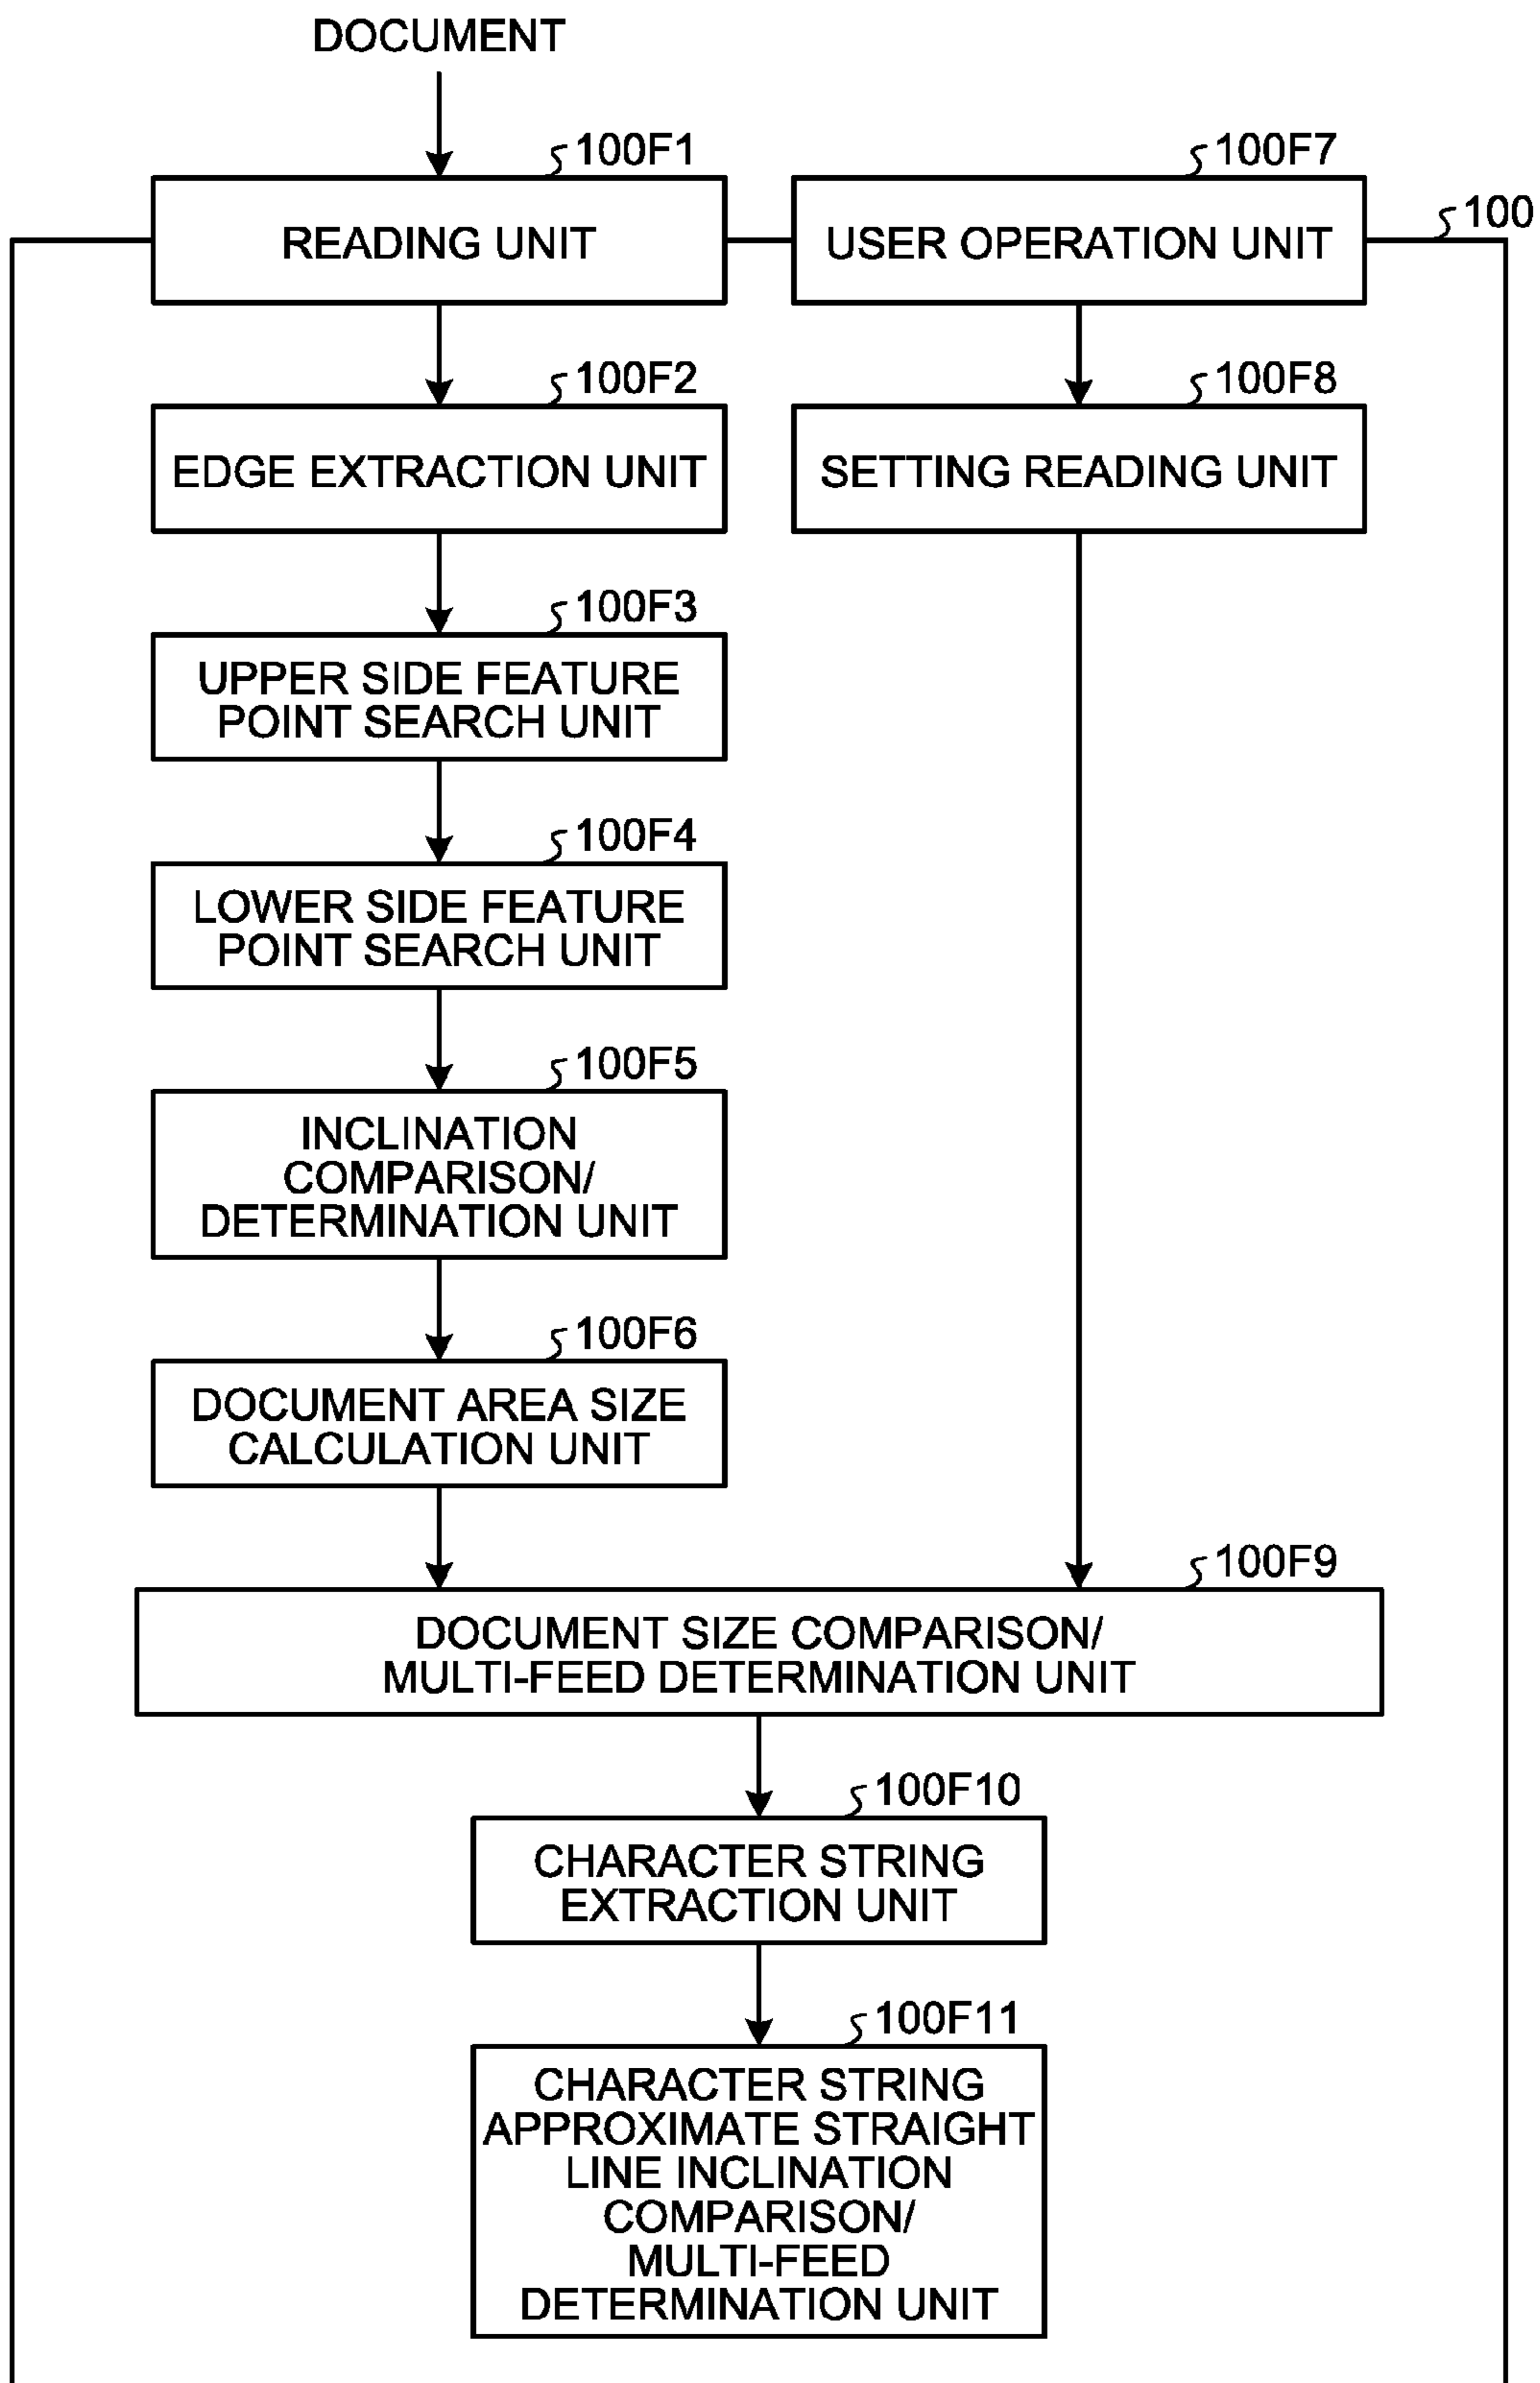 DOCUMENT
100F1
READING UNIT
100F7
USER OPERATION UNIT
100
100F2
EDGE EXTRACTION UNIT
100F8
SETTING READING UNIT
100F3
UPPER SIDE FEATURE
POINT SEARCH UNIT
100F4
LOWER SIDE FEATURE
POINT SEARCH UNIT
100F5
INCLINATION
COMPARISON/
DETERMINATION UNIT
100F6
DOCUMENT AREA SIZE
CALCULATION UNIT
100F9
DOCUMENT SIZE COMPARISON/
MULTI-FEED DETERMINATION UNIT
100F10
CHARACTER STRING
EXTRACTION UNIT
100F11
CHARACTER STRING
APPROXIMATE STRAIGHT
LINE INCLINATION
COMPARISON/
MULTI-FEED
DETERMINATION UNIT